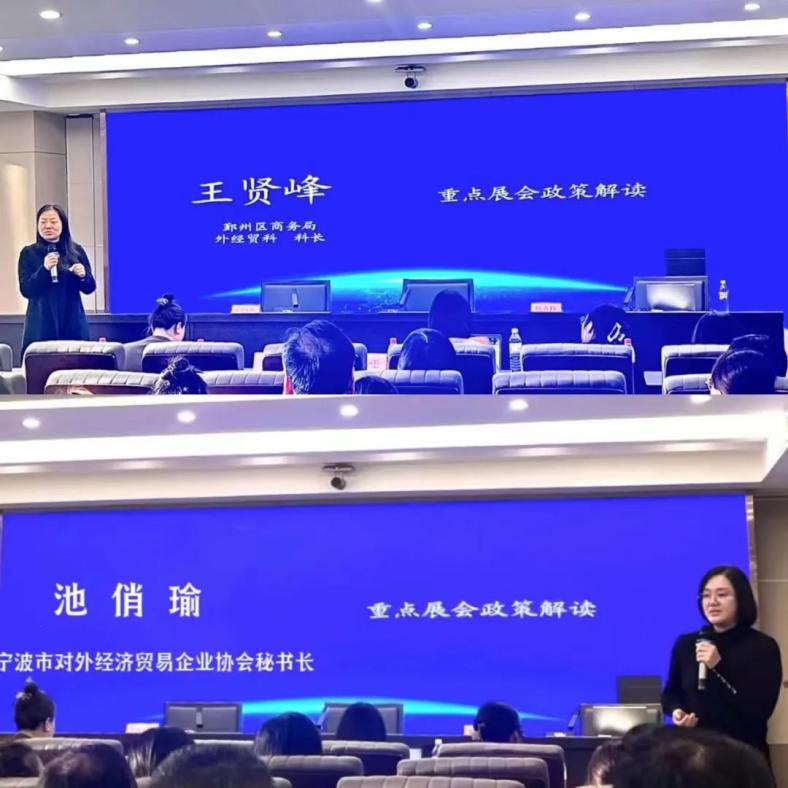 王贤峰
重点展会政策解读
鄞州区商务局
外经贸科 科长
池俏瑜
重点展会政策解读
宁波市对外经济贸易企业协会秘书长